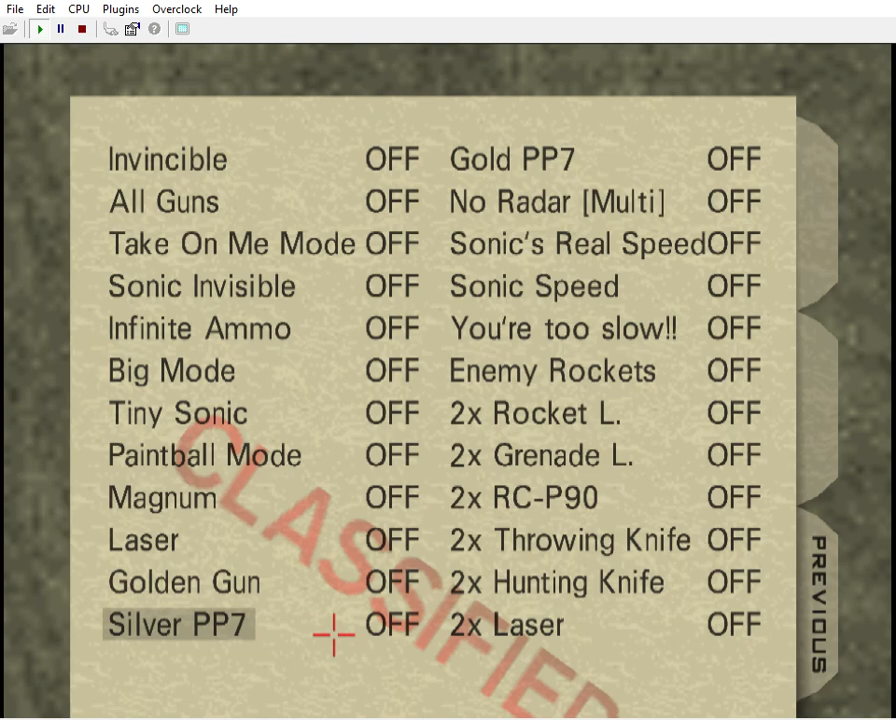 File Edit CPU Plugins Overclock Help
Invincible OFF Gold PP7 OFF
All Guns OFF No Radar [Multi] OFF
Take On Me Mode OFF Sonic's Real Speed OFF
Sonic Invisible OFF Sonic Speed OFF
Infinite Ammo OFF You're too slow!! OFF
Big Mode OFF Enemy Rockets OFF
Tiny Sonic OFF 2x Rocket L. OFF
Paintball Mode OFF 2x Grenade L. OFF
Magnum OFF 2x RC-P90 OFF
Laser OFF 2x Throwing Knife OFF
Golden Gun OFF 2x Hunting Knife OFF
Silver PP7 OFF 2x Laser OFF
CLASSIFIED
PREVIOUS